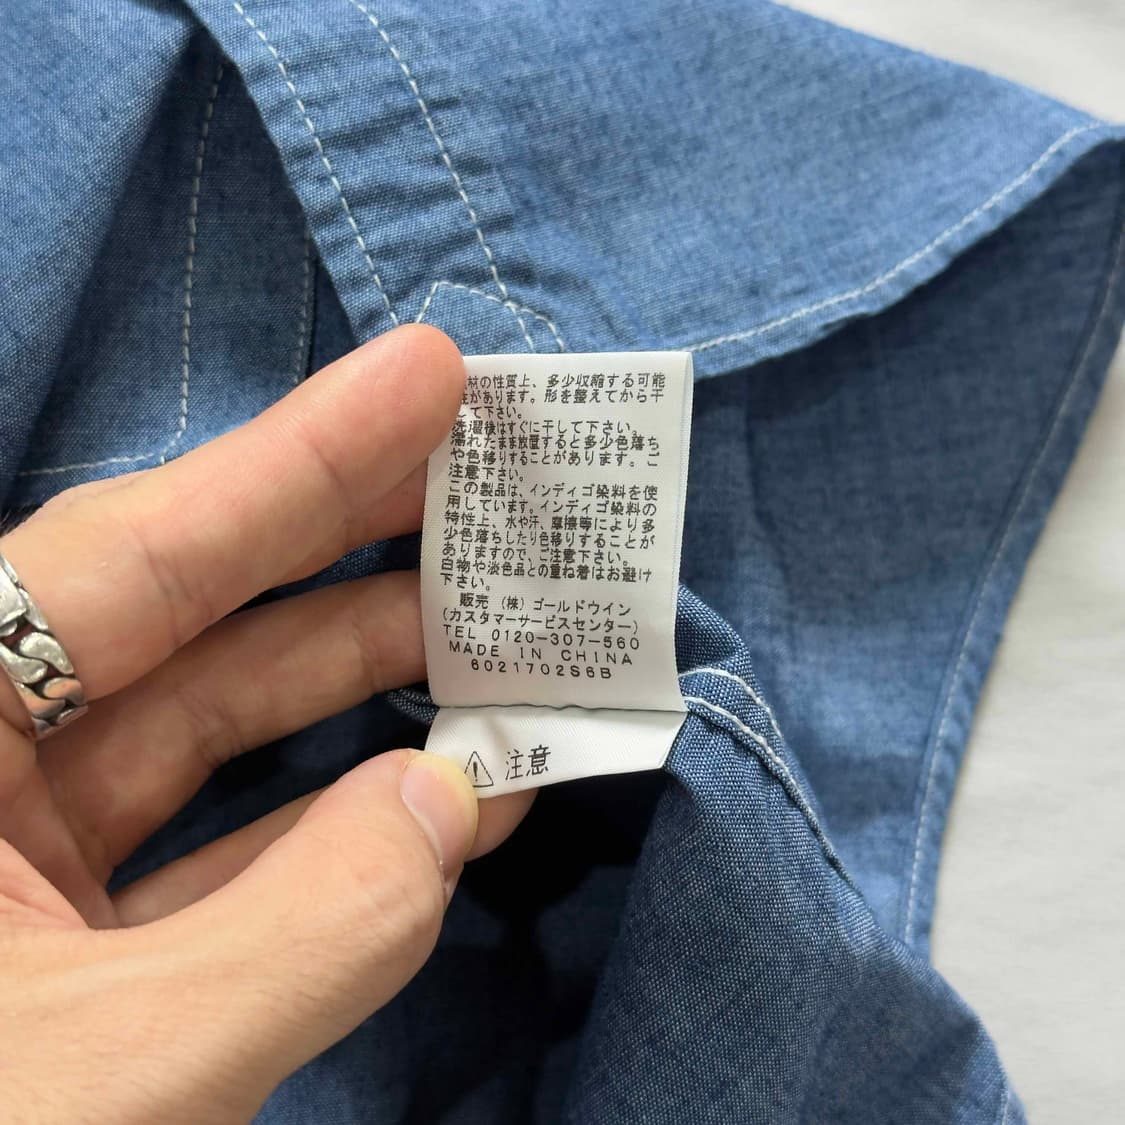 材の性質上、多少収縮する可能
性があります。形を整えてから干
して下さい。
洗濯後はすぐに干して下さい。
濡れたまま放置すると多少色落ち
や色移りすることがあります。ご
注意下さい。
この製品は、インディゴ染料を使
用しています。インディゴ染料の
特性上、水や汗、摩擦等により多
少色落ちしたり色移りすることが
ありますので、ご注意下さい。
白物や淡色品との重ね着はお避け
下さい。
販売 (株) ゴールドウイン
(カスタマーサービスセンター)
TEL 0120-307-560
MADE IN CHINA
6021702S6B
注意